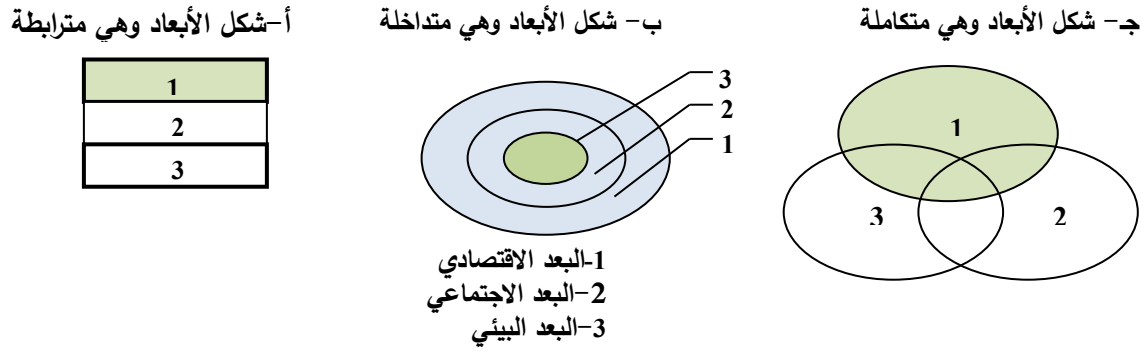 أ-شكل الأبعاد وهي مترابطة
ب- شكل الأبعاد وهي متداخلة
جـ- شكل الأبعاد وهي متكاملة
1
2
3
3
2
1
1
3
2
1-البعد الاقتصادي
2-البعد الاجتماعي
3-البعد البيئي